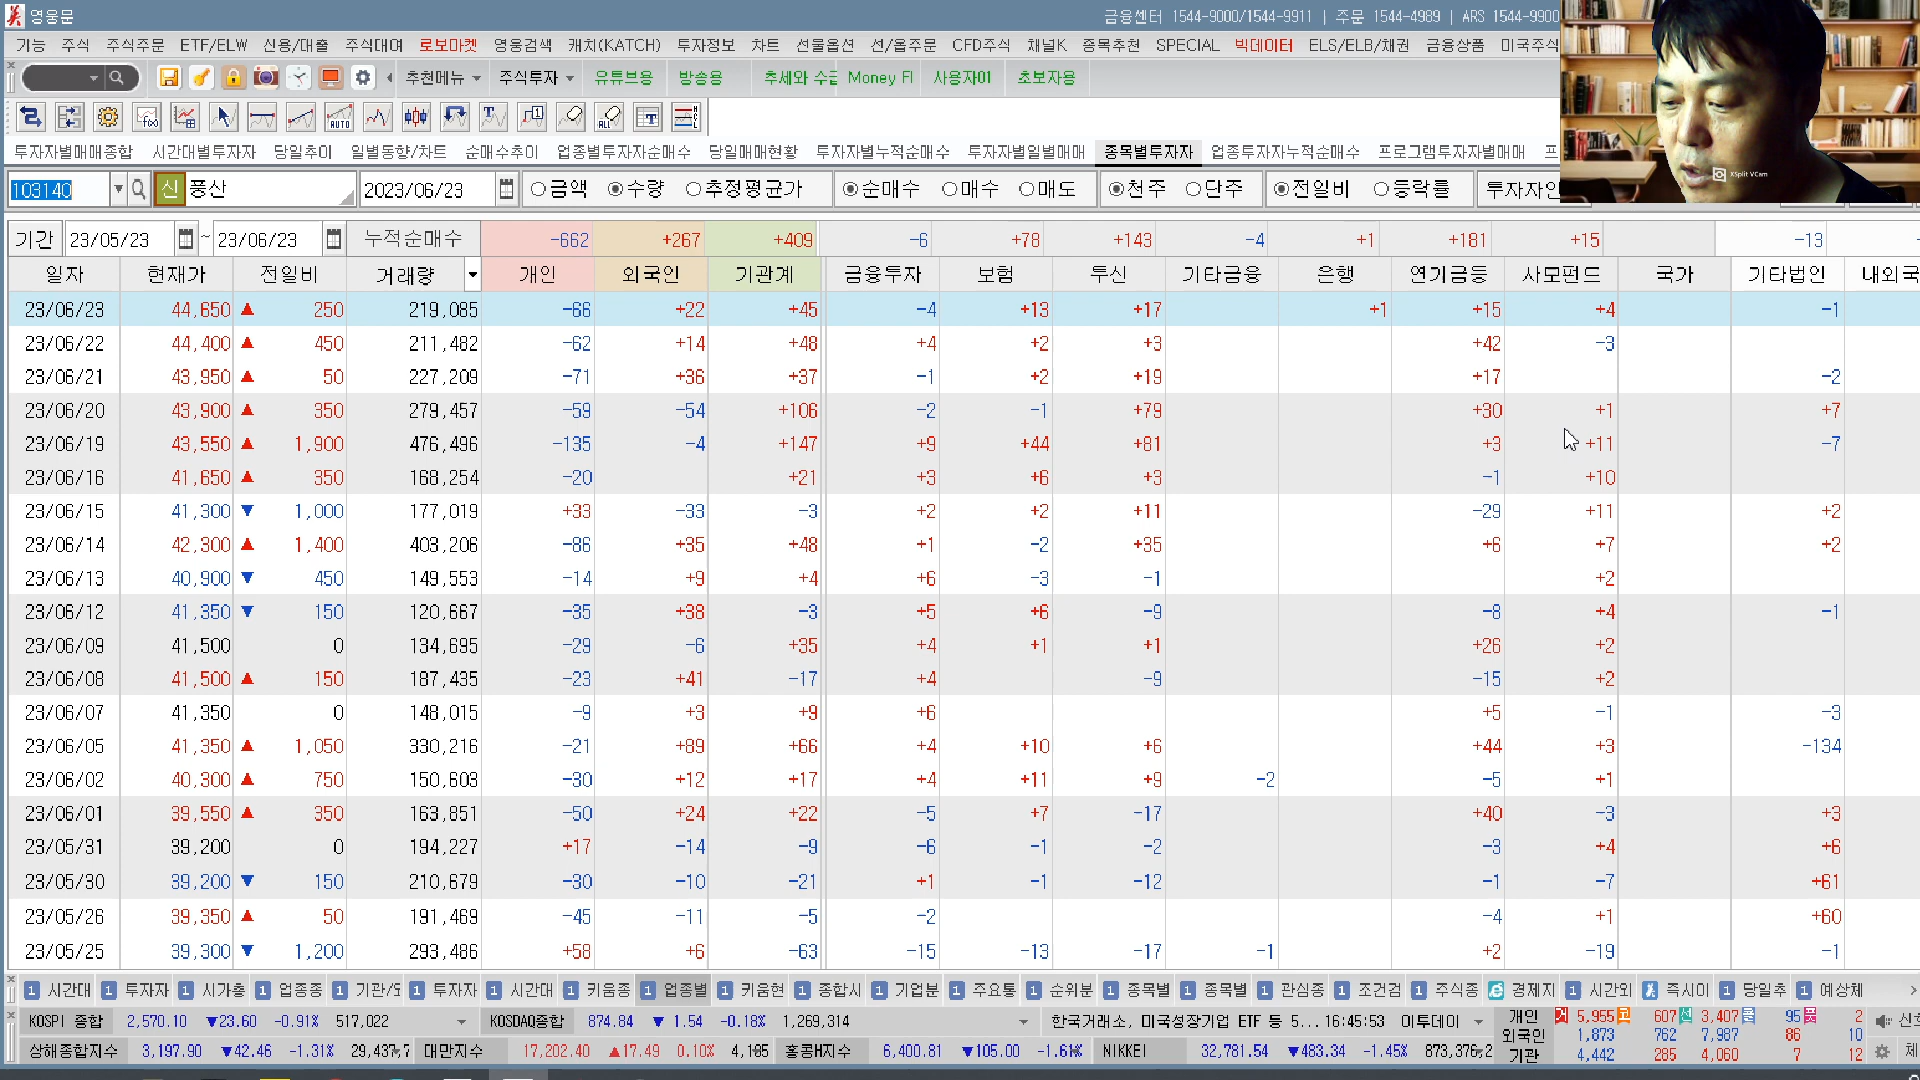 영웅문
금융센터 1544-9000/1544-9911 | 주문 1544-4989 | ARS 1544-9900
기능 주식 주식주문 ETF/ELW 신용/대출 주식대여 로보마켓 영웅검색 캐치(KATCH) 투자정보 차트 선물옵션 선/옵주문 CFD주식 채널K 종목추천 SPECIAL 빅데이터 ELS/ELB/채권 금융상품 미국주식
추천메뉴 주식투자 유튜브용 방송용 추세와 수급 Money Fl 사용자01 초보자용
투자자별매매종합 시간대별투자자 당일추이 일별동향/차트 순매수추이 업종별투자자순매수 당일매매현황 투자자별누적순매수 투자자별일별매매 종목별투자자 업종투자자누적순매수 프로그램투자자별매매 프
103140 신 풍산 2023/06/23 금액 수량 추정평균가 순매수 매수 매도 천주 단주 전일비 등락률 투자자안
XSplit VCam
기간 23/05/23 ~ 23/06/23 누적순매수 -662 +267 +409 -6 +78 +143 -4 +1 +181 +15 -13
일자 현재가 전일비 거래량 개인 외국인 기관계 금융투자 보험 투신 기타금융 은행 연기금등 사모펀드 국가 기타법인 내외국
23/06/23 44,650 ▲ 250 219,085 -66 +22 +45 -4 +13 +17 +1 +15 +4 -1
23/06/22 44,400 ▲ 450 211,482 -62 +14 +48 +4 +2 +3 +42 -3
23/06/21 43,950 ▲ 50 227,209 -71 +36 +37 -1 +2 +19 +17 -2
23/06/20 43,900 ▲ 350 279,457 -59 -54 +106 -2 -1 +79 +30 +1 +7
23/06/19 43,550 ▲ 1,900 476,496 -135 -4 +147 +9 +44 +81 +3 +11 -7
23/06/16 41,650 ▲ 350 168,254 -20 +21 +3 +6 +3 -1 +10
23/06/15 41,300 ▼ 1,000 177,019 +33 -33 -3 +2 +2 +11 -29 +11 +2
23/06/14 42,300 ▲ 1,400 403,206 -86 +35 +48 +1 -2 +35 +6 +7 +2
23/06/13 40,900 ▼ 450 149,553 -14 +9 +4 +6 -3 -1 +2
23/06/12 41,350 ▼ 150 120,667 -35 +38 -3 +5 +6 -9 -8 +4 -1
23/06/09 41,500 0 134,695 -29 -6 +35 +4 +1 +1 +26 +2
23/06/08 41,500 ▲ 150 187,435 -23 +41 -17 +4 -9 -15 +2
23/06/07 41,350 0 148,015 -9 +3 +9 +6 +5 -1 -3
23/06/05 41,350 ▲ 1,050 330,216 -21 +89 +66 +4 +10 +6 +44 +3 -134
23/06/02 40,300 ▲ 750 150,603 -30 +12 +17 +4 +11 +9 -2 -5 +1
23/06/01 39,550 ▲ 350 163,851 -50 +24 +22 -5 +7 -17 +40 -3 +3
23/05/31 39,200 0 194,227 +17 -14 -9 -6 -1 -2 -3 +4 +6
23/05/30 39,200 ▼ 150 210,679 -30 -10 -21 +1 -1 -12 -1 -7 +61
23/05/26 39,350 ▲ 50 191,469 -45 -11 -5 -2 -4 +1 +60
23/05/25 39,300 ▼ 1,200 293,486 +58 +6 -63 -15 -13 -17 -1 +2 -19 -1
1 시간대 1 투자자 1 시가총 1 업종종 1 기관/외 1 투자자 1 시간대 1 키움종 1 업종별 1 키움현 1 종합시 1 기업분 1 주요통 1 순위분 1 종목별 1 종목별 1 관심종 1 조건검 1 주식종 경제지 1 시간외 즉시이 1 당일추 1 예상체
KOSPI 종합 2,570.10 ▼23.60 -0.91% 517,022 KOSDAQ종합 874.84 ▼ 1.54 -0.18% 1,269,314 한국거래소, 미국성장기업 ETF 등 5... 16:45:53 이투데이 개인 5,955 607 3,407 95 2
외국인 1,873 762 7,987 86 10
상해종합지수 3,197.90 ▼42.46 -1.31% 대만지수 17,202.40 ▲17.49 0.10% 홍콩H지수 6,400.81 ▼105.00 NIKKEI 32,781.54 ▼483.34 -1.45% 기관 4,442 285 4,060 7 12